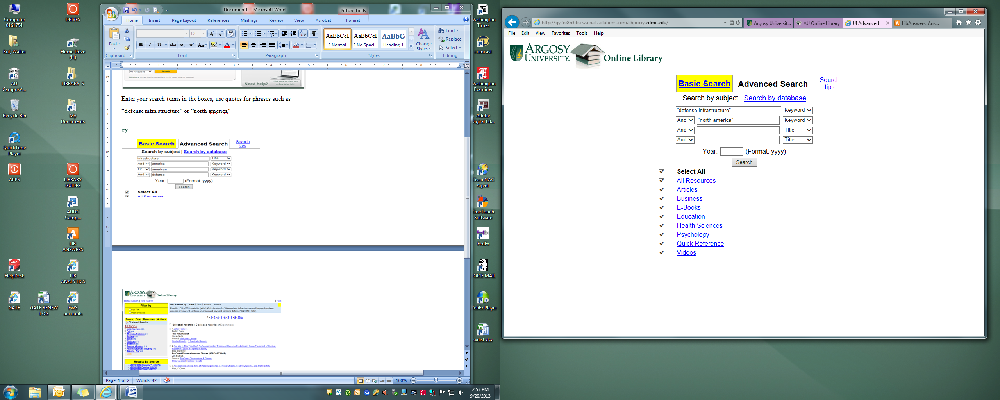 Computer
0161754
DRIVES
Ruf, Walter
Home Drive
(H)
AU
CampusV...
LIBRARY S
Recycle Bin
My
Documents
QuickTime
Player
APPS
LIBRARY
GUIDES
AUDC
Camp...
LIB
ANSWERS
HelpDesk
LIB
ANALYTICS
GATE
GATE RENEW
LOG
FWS
accounts
Document1 - Microsoft Word
Picture Tools
Home Insert Page Layout References Mailings Review View Acrobat Format
Paste
Clipboard
12
Font
Paragraph
AaBbCcI AaBbCcI AaBbC
¶ Normal ¶ No Spaci... Heading 1
Change
Styles
Styles
Find
Replace
Select
Editing
All Resources Search
Click here to use the Advanced Search for more search options.
Need help? Click here to view our
online tutorials!
Enter your search terms in the boxes, use quotes for phrases such as
“defense infra structure” or “north america”
ry
Basic Search Advanced Search Search
tips
Search by subject | Search by database
infrastructure Title
And america Keyword
Or american Keyword
And defense Keyword
Year: (Format: yyyy)
Search
Select All
All Resources
ARGOSY
UNIVERSITY. Online Library
Refine Search | New Search | Help
Filter by:
Full Text
Peer-reviewed
Sort Results by: Date | Title | Author | Source
Results 1-25 of 553 available (with 196 duplicates) for "title contains infrastructure and keyword contains
america or keyword contains american and keyword contains defense" (7240161 total)
1 • 2 • 3 • 4 • 5 • 6 • 7 • 8 • 9 • 10 >
Topics Date Resources Authors
Clustered Results
All Topics
Infrastructure (68)
Cell (32)
Therapy, Patients (31)
Review (25)
Syria (25)
Children (23)
Science (23)
Journal abstract (21)
Pharmaceutical, Industry (14)
Trauma, War (13)
More
Results By Source
Select all records :: 0 selected records: or Export/Save
1 What I Believe
Butler, David.
The Voluntaryist
2014-04-01
Source: ProQuest Central
Similar Results | 1 Duplicate Records
2 Are We in This Together? An Assessment of Treatment Outcome Predictors in Group Treatment of Combat-
Related PTSD in an Inpatient Setting
Ellis, Carilyn C.
ProQuest Dissertations and Theses (9781303039928)
2014-01-01
Source: ProQuest Dissertations & Theses
Show Abstract | Similar Results
3 Associations among Time of Patrol Experience in Police Officers, PTSD Symptoms, and Trait Hostility
Hsu, Yi-Chun.
Page: 1 of 2 Words: 42
100%
Washington
Times
comcast
Washington
Examiner
Adobe
Digital Ed...
Cisco NAC
Agent
OneTouch
Software
FedEx
OICE MAIL
ebEx Player
wrlist.xlsx
2:53 PM
9/20/2013
http://gy2nr8nl6b.cs.serialssolutions.com.libproxy.edmc.edu/
Argosy Universit...
AU Online Library
UI Advanced
LibAnswers: Ans...
File Edit View Favorites Tools Help
ARGOSY
UNIVERSITY. Online Library
Basic Search Advanced Search Search
tips
Search by subject | Search by database
"defense infrastructure" Keyword
And "north america" Keyword
And Title
And Title
Year: (Format: yyyy)
Search
Select All
All Resources
Articles
Business
E-Books
Education
Health Sciences
Psychology
Quick Reference
Videos